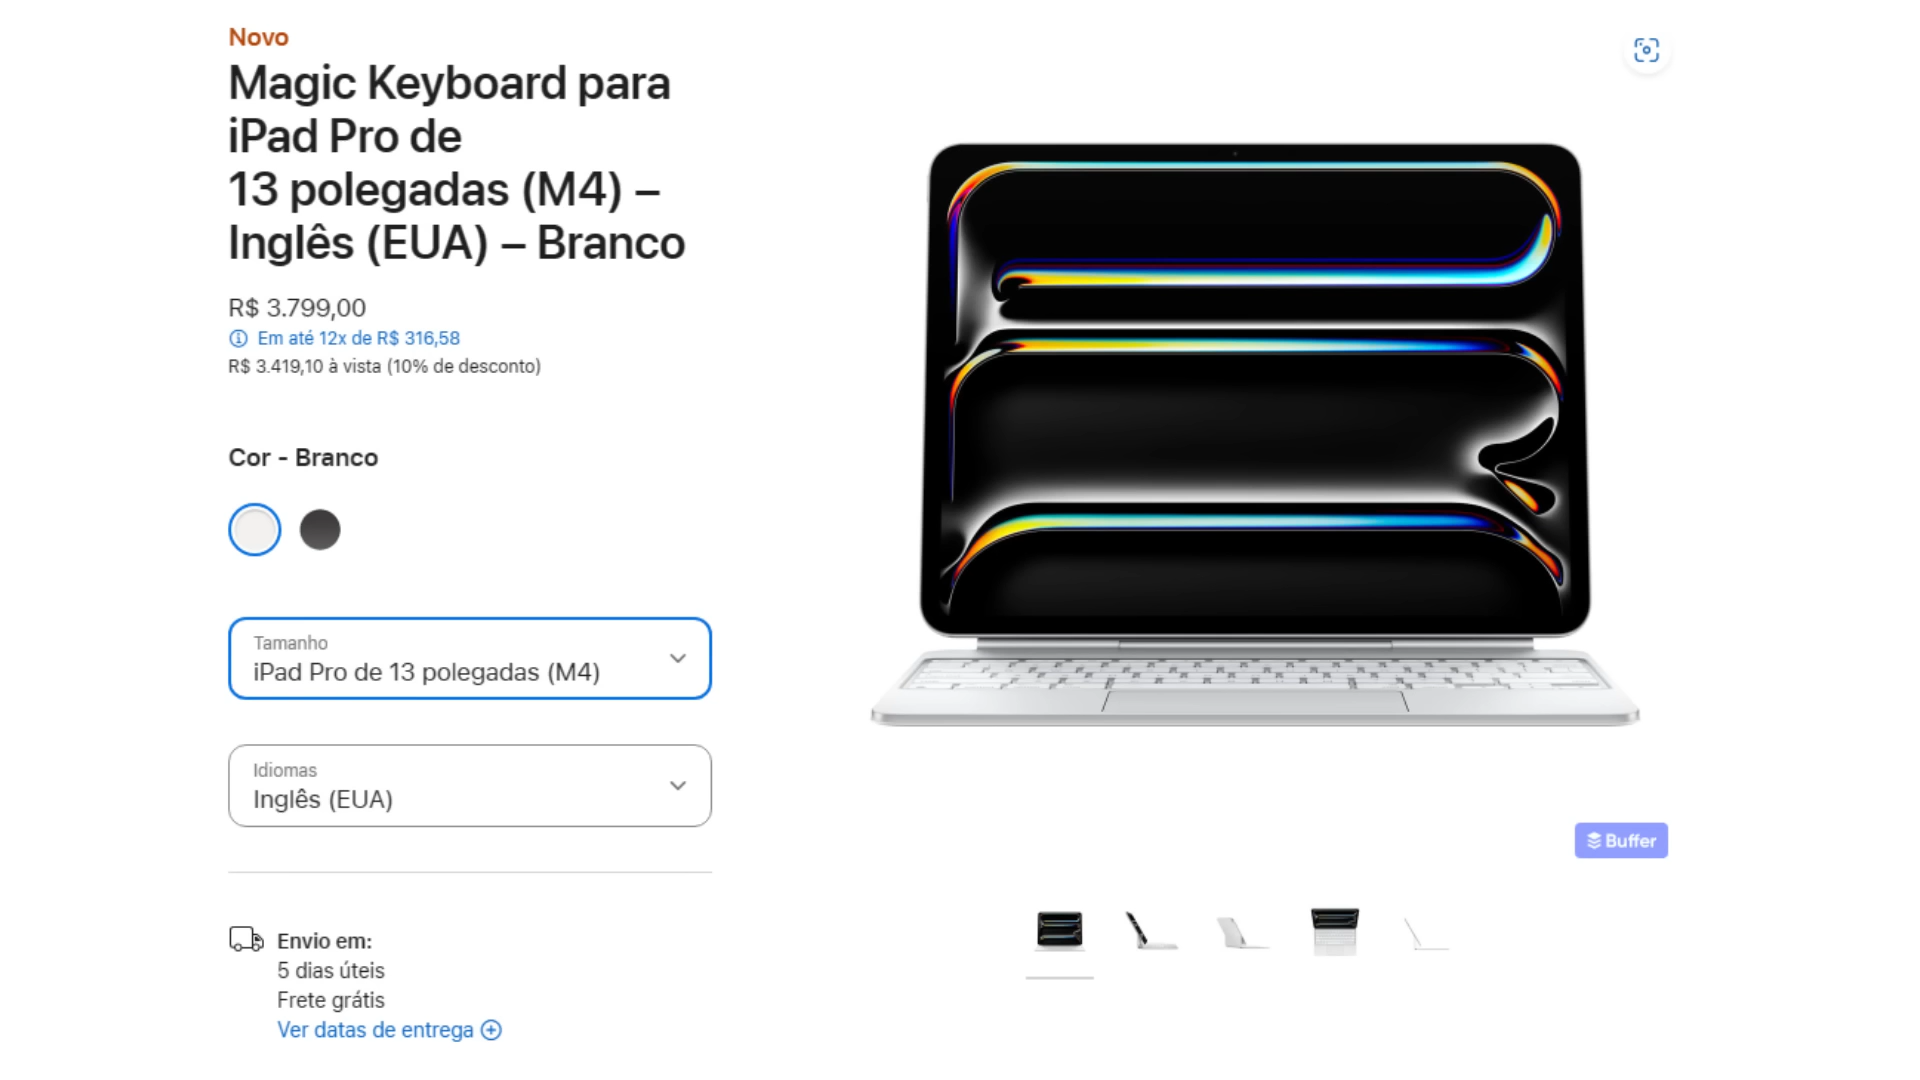 Novo
Magic Keyboard para
iPad Pro de
13 polegadas (M4) –
Inglês (EUA) – Branco
R$ 3.799,00
Em até 12x de R$ 316,58
R$ 3.419,10 à vista (10% de desconto)
Cor - Branco
Tamanho
iPad Pro de 13 polegadas (M4)
Idiomas
Inglês (EUA)
Envio em:
5 dias úteis
Frete grátis
Ver datas de entrega
Buffer